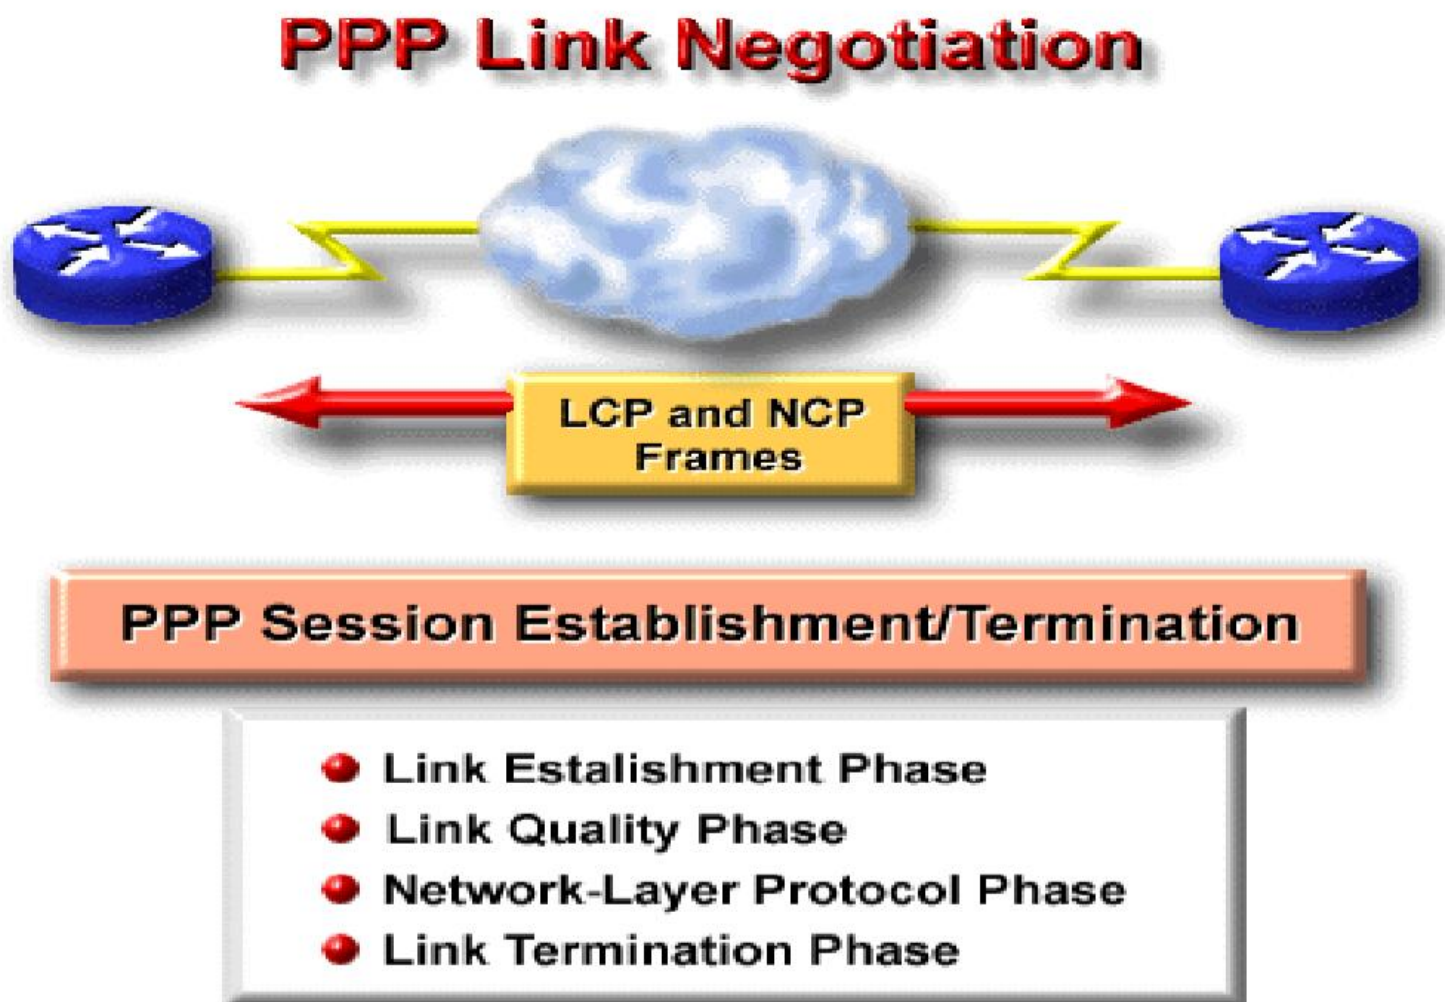 PPP Link Negotiation
LCP and NCP
Frames
PPP Session Establishment/Termination
Link Estalishment Phase
Link Quality Phase
Network-Layer Protocol Phase
Link Termination Phase